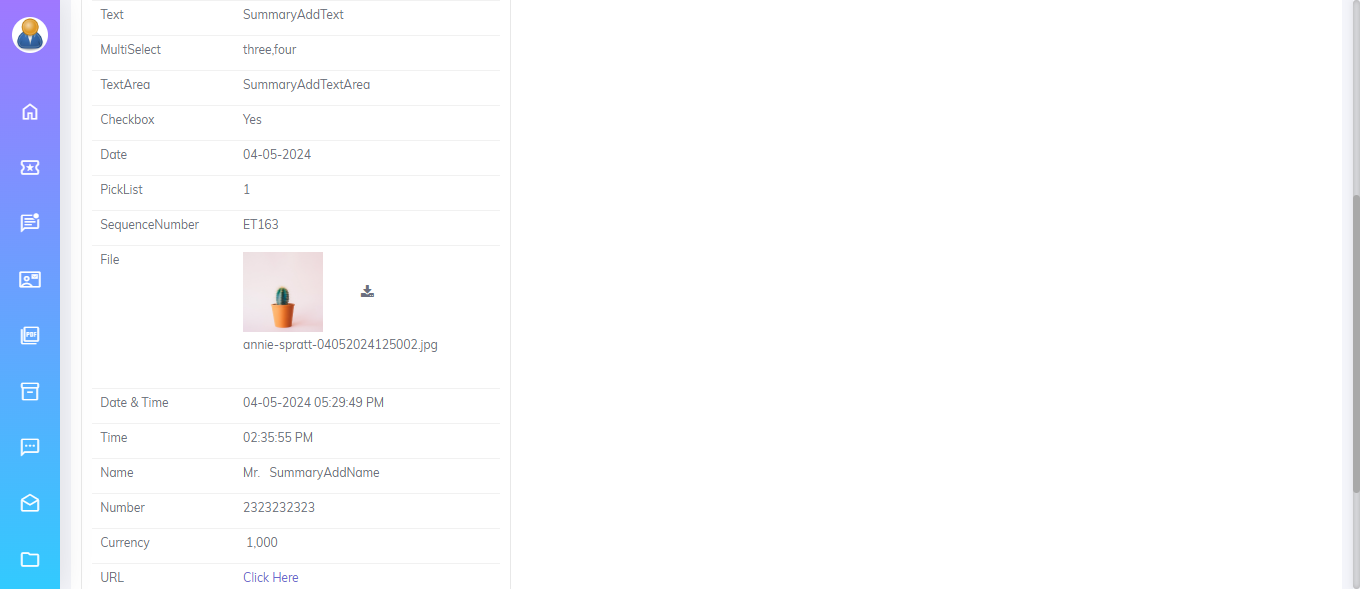 Text SummaryAddText
MultiSelect three,four
TextArea SummaryAddTextArea
Checkbox Yes
Date 04-05-2024
PickList 1
SequenceNumber ET163
File
annie-spratt-04052024125002.jpg
PDF
Date & Time 04-05-2024 05:29:49 PM
Time 02:35:55 PM
Name Mr. SummaryAddName
Number 2323232323
Currency 1,000
URL Click Here